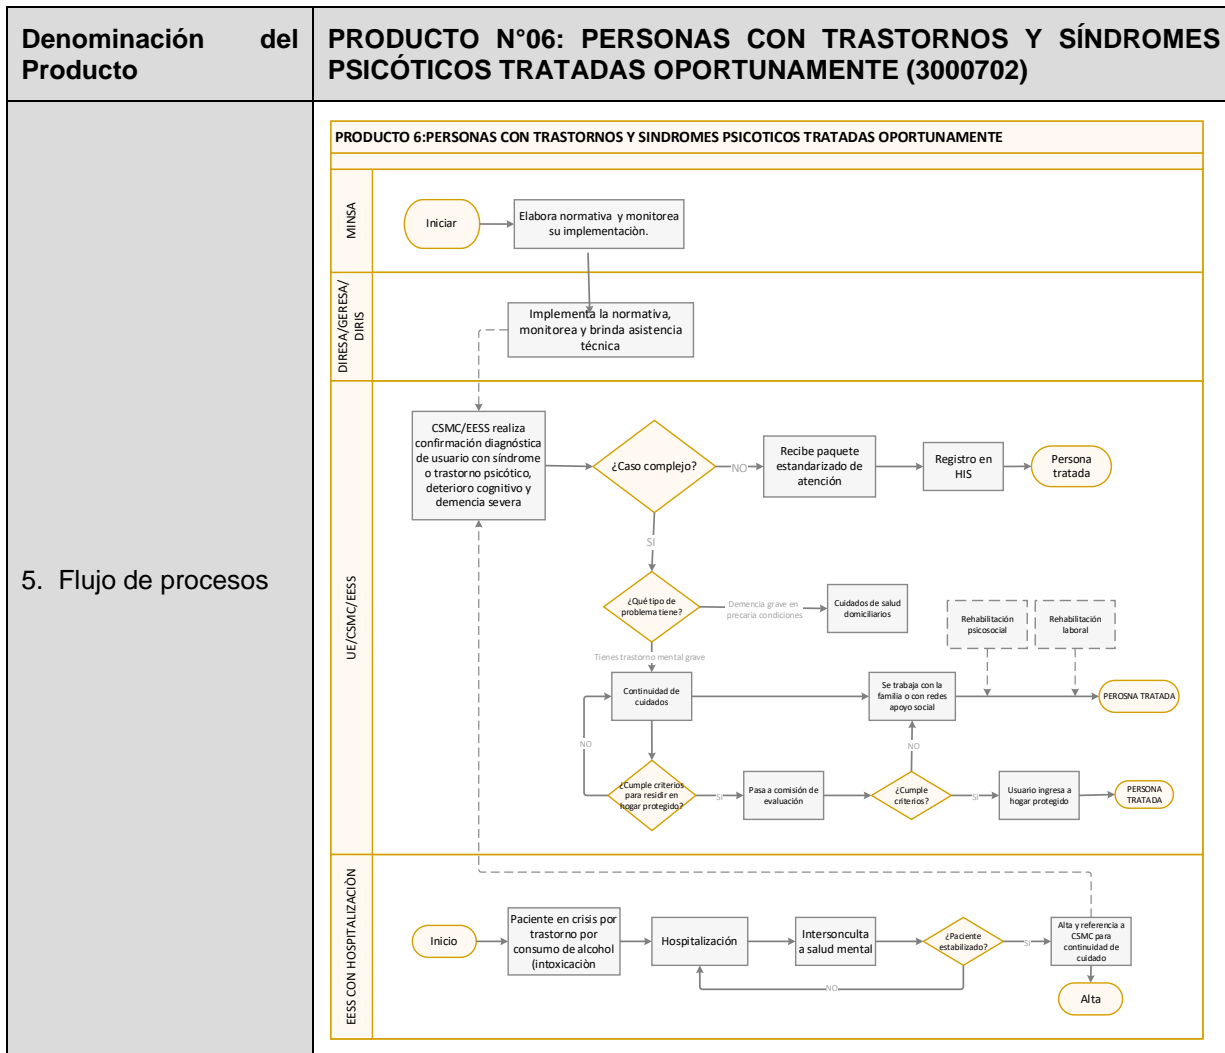 Denominación del
Producto
PRODUCTO N°06: PERSONAS CON TRASTORNOS Y SÍNDROMES
PSICÓTICOS TRATADAS OPORTUNAMENTE (3000702)
5. Flujo de procesos
PRODUCTO 6:PERSONAS CON TRASTORNOS Y SINDROMES PSICOTICOS TRATADAS OPORTUNAMENTE
MINSA
Iniciar
Elabora normativa y monitorea
su implementaciòn.
DIRESA/GERESA/
DIRIS
Implementa la normativa,
monitorea y brinda asistencia
técnica
UE/CSMC/EESS
CSMC/EESS realiza
confirmación diagnóstica
de usuario con síndrome
o trastorno psicótico,
deterioro cognitivo y
demencia severa
¿Caso complejo?
NO
Recibe paquete
estandarizado de
atención
Registro en
HIS
Persona
tratada
SI
¿Qué tipo de
problema tiene?
Demencia grave en
precaria condiciones
Cuidados de salud
domiciliarios
Rehabilitación
psicosocial
Rehabilitación
laboral
Tienes trastorno mental grave
Continuidad de
cuidados
Se trabaja con la
familia o con redes
apoyo social
PEROSNA TRATADA
NO
NO
¿Cumple criterios
para residir en
hogar protegido?
SI
Pasa a comisión de
evaluación
¿Cumple
criterios?
SI
Usuario ingresa a
hogar protegido
PERSONA
TRATADA
EESS CON HOSPITALIZACIÒN
Inicio
Paciente en crisis por
trastorno por
consumo de alcohol
(intoxicaciòn
Hospitalización
Intersonculta
a salud mental
¿Paciente
estabilizado?
SI
Alta y referencia a
CSMC para
continuidad de
cuidado
NO
Alta